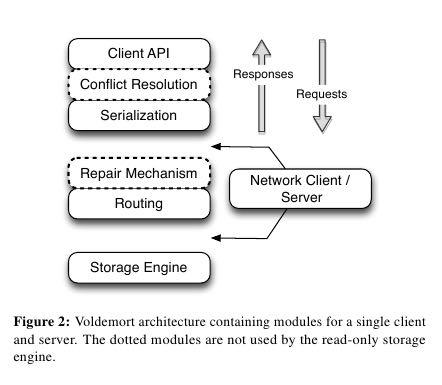 Client API
Conflict Resolution
Serialization
Responses
Requests
Repair Mechanism
Routing
Network Client /
Server
Storage Engine
Figure 2: Voldemort architecture containing modules for a single client
and server. The dotted modules are not used by the read-only storage
engine.